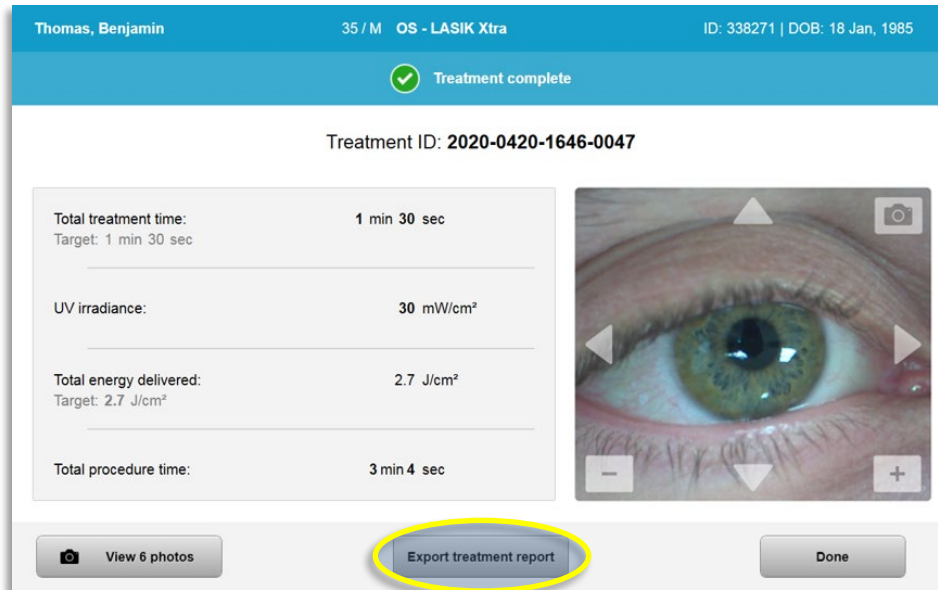 Thomas, Benjamin 35 / M OS - LASIK Xtra ID: 338271 | DOB: 18 Jan, 1985
Treatment complete
Treatment ID: 2020-0420-1646-0047
Total treatment time: 1 min 30 sec
Target: 1 min 30 sec
UV irradiance: 30 mW/cm²
Total energy delivered: 2.7 J/cm²
Target: 2.7 J/cm²
Total procedure time: 3 min 4 sec
View 6 photos Export treatment report Done